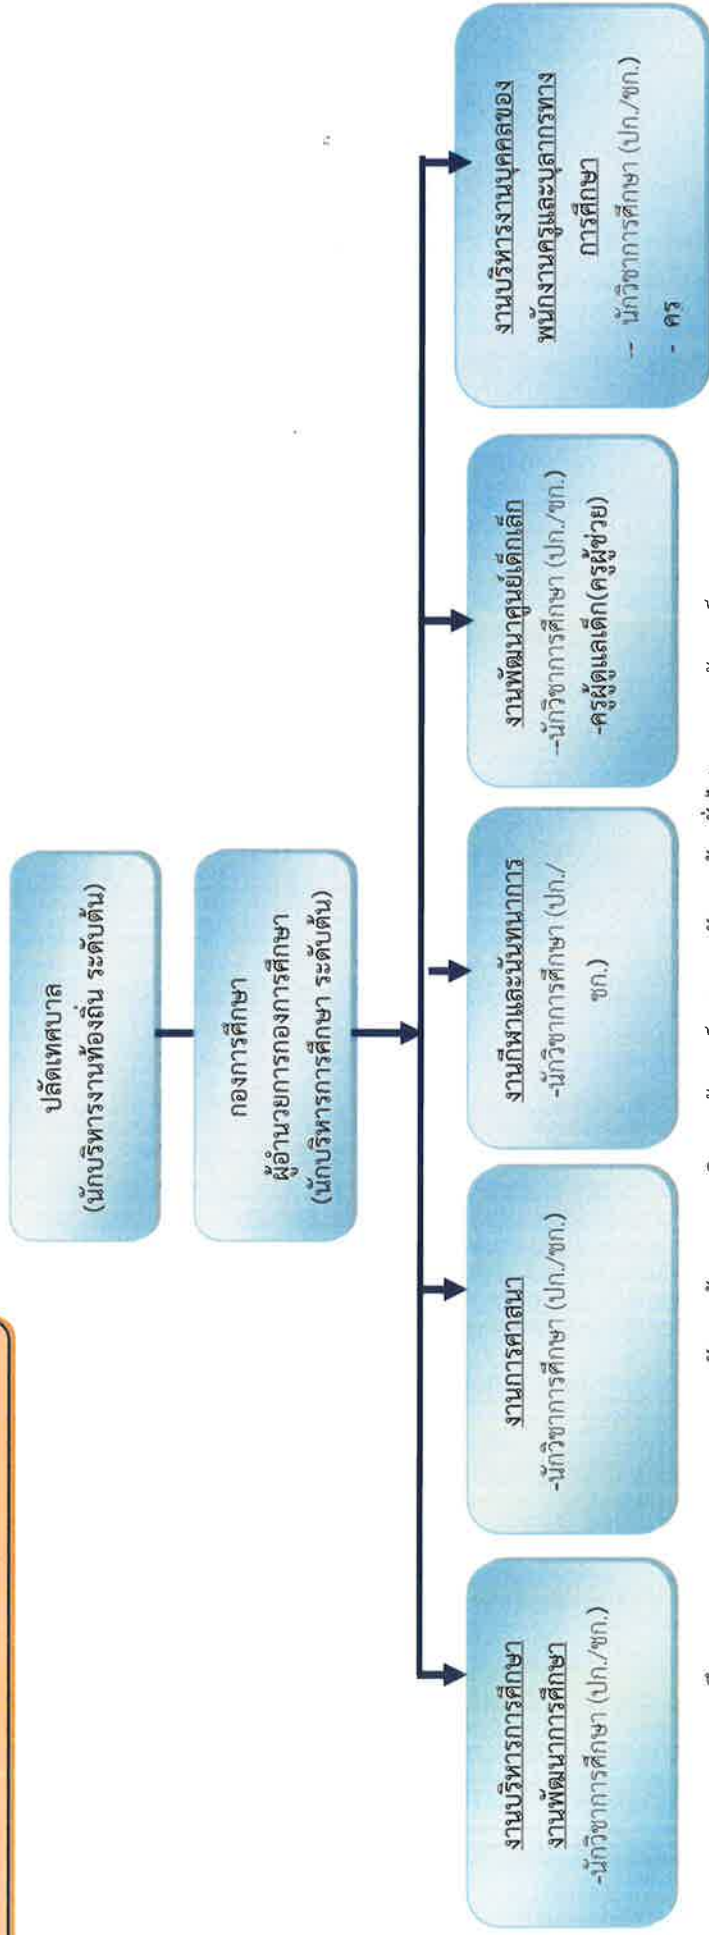 ปลัดเทศบาล
(นักบริหารงานท้องถิ่น ระดับต้น)
กองการศึกษา
ผู้อำนวยการกองการศึกษา
(นักบริหารการศึกษา ระดับต้น)
งานบริหารการศึกษา
งานพัฒนาการศึกษา
-นักวิชาการศึกษา (ปก./ชก.)
งานการศาสนา
-นักวิชาการศึกษา (ปก./ชก.)
งานกีฬาและนันทนาการ
-นักวิชาการศึกษา (ปก./
ชก.)
งานพัฒนาศูนย์เด็กเล็ก
--นักวิชาการศึกษา (ปก./ชก.)
-ครูผู้ดูแลเด็ก(ครูผู้ช่วย)
งานบริหารงานบุคคลของ
พนักงานครูและบุลากรทาง
การศึกษา
-- นักวิชาการศึกษา (ปก./ชก.)
- คร